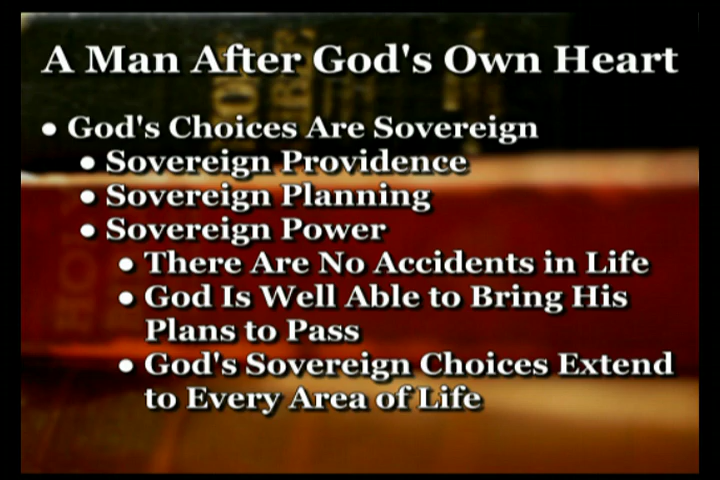 A Man After God's Own Heart
● God's Choices Are Sovereign
● Sovereign Providence
● Sovereign Planning
● Sovereign Power
● There Are No Accidents in Life
● God Is Well Able to Bring His
Plans to Pass
● God's Sovereign Choices Extend
to Every Area of Life